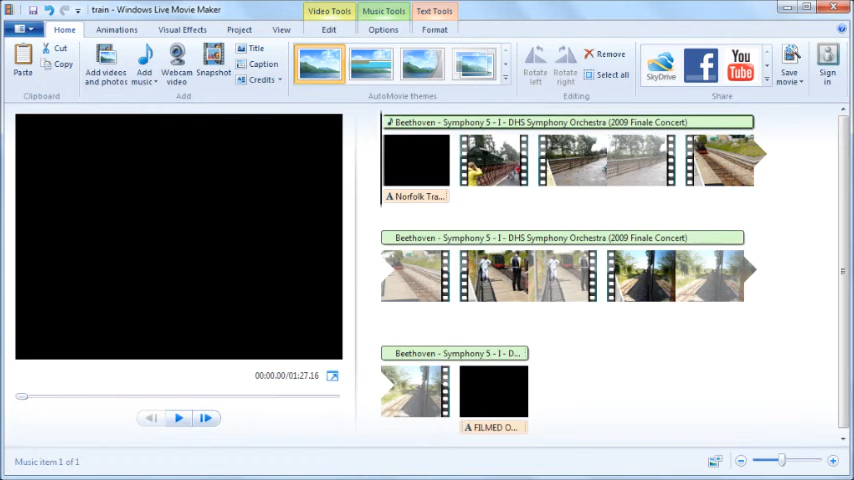 train - Windows Live Movie Maker
Video Tools Music Tools Text Tools
Home Animations Visual Effects Project View Edit Options Format
Paste Cut Copy
Clipboard
Add videos and photos Add music Webcam video Snapshot Title Caption Credits
Add
AutoMovie themes
Rotate left Rotate right Remove Select all
Editing
SkyDrive You Tube
Share
Save movie
Sign in
Beethoven - Symphony 5 - I - DHS Symphony Orchestra (2009 Finale Concert)
A Norfolk Tra...
Beethoven - Symphony 5 - I - DHS Symphony Orchestra (2009 Finale Concert)
Beethoven - Symphony 5 - I - D...
A FILMED O...
00:00.00/01:27.16
Music item 1 of 1